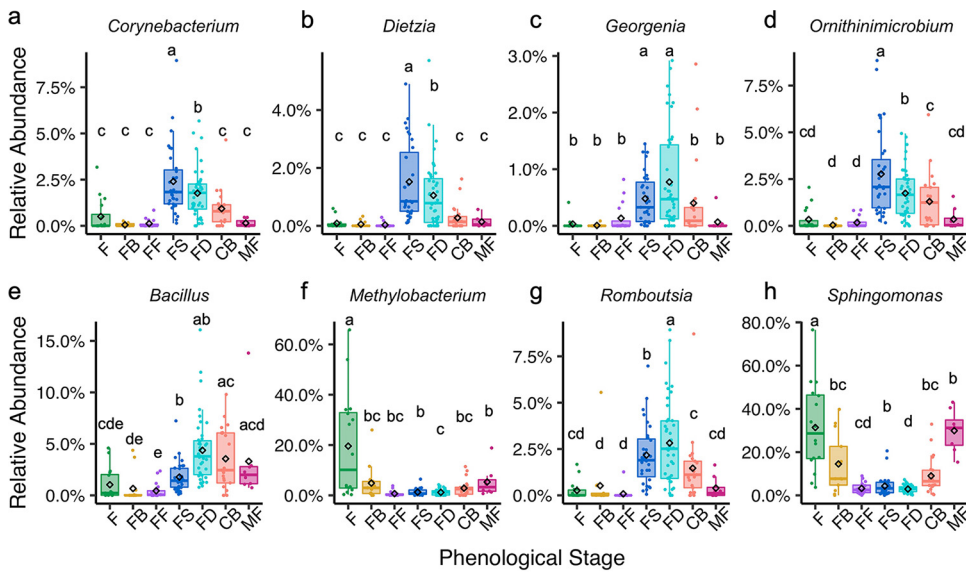 a Corynebacterium
b Dietzia
c Georgenia
d Ornithinimicrobium
Relative Abundance
7.5%
5.0%
2.5%
0.0%
c c c a b c c
F FB FF FS FD CB MF
4.0%
2.0%
0.0%
c c c a b c c
F FB FF FS FD CB MF
3.0%
2.0%
1.0%
0.0%
b b b a a b b
F FB FF FS FD CB MF
7.5%
5.0%
2.5%
0.0%
cd d d a b c cd
F FB FF FS FD CB MF
e Bacillus
f Methylobacterium
g Romboutsia
h Sphingomonas
Relative Abundance
15.0%
10.0%
5.0%
0.0%
cde de e b ab ac acd
F FB FF FS FD CB MF
60.0%
40.0%
20.0%
0.0%
a bc bc b c bc b
F FB FF FS FD CB MF
7.5%
5.0%
2.5%
0.0%
cd d d b a c cd
F FB FF FS FD CB MF
80.0%
60.0%
40.0%
20.0%
0.0%
a bc cd d d bc b
F FB FF FS FD CB MF
Phenological Stage